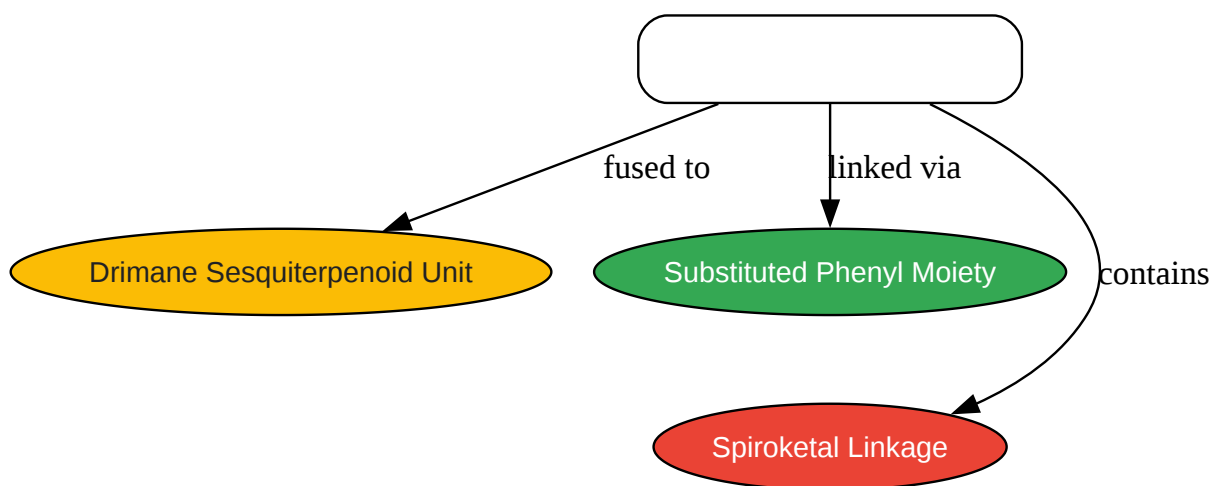 fused to
linked via
contains
Drimane Sesquiterpenoid Unit
Substituted Phenyl Moiety
Spiroketal Linkage